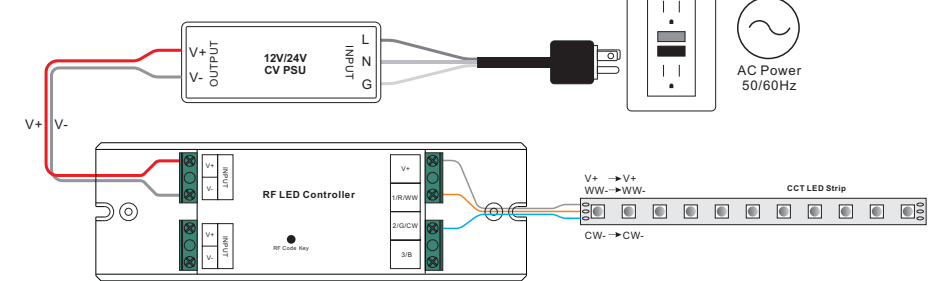 V+
V-
OUTPUT
12V/24V
CV PSU
INPUT
L
N
G
AC Power
50/60Hz
V+
V-
V+
V-
INPUT
V+
V-
INPUT
RF LED Controller
RF Code Key
V+
1/R/WW
2/G/CW
3/B
V+ →V+
WW-→WW-
CW-→CW-
CCT LED Strip